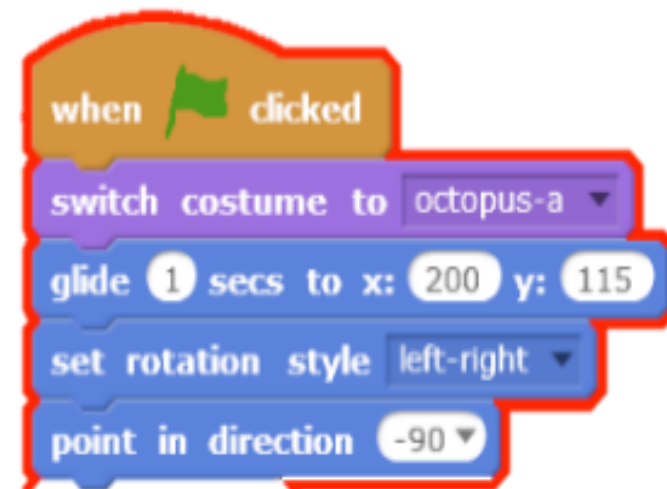 when clicked
switch costume to octopus-a
glide 1 secs to x: 200 y: 115
set rotation style left-right
point in direction -90